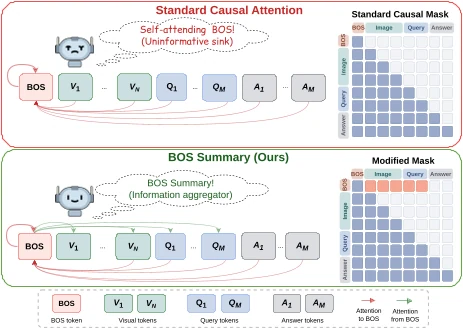 Standard Causal Attention
Self-attending BOS!
(Uninformative sink)
BOS V1 ... VN Q1 ... QM A1 ... AM
Standard Causal Mask
BOS Image Query Answer
BOS
Image
Query
Answer
BOS Summary (Ours)
BOS Summary!
(Information aggregator)
BOS V1 ... VN Q1 ... QM A1 ... AM
Modified Mask
BOS Image Query Answer
BOS
Image
Query
Answer
BOS V1 VN Q1 QM A1 AM
BOS token Visual tokens Query tokens Answer tokens
Attention
to BOS
Attention
from BOS